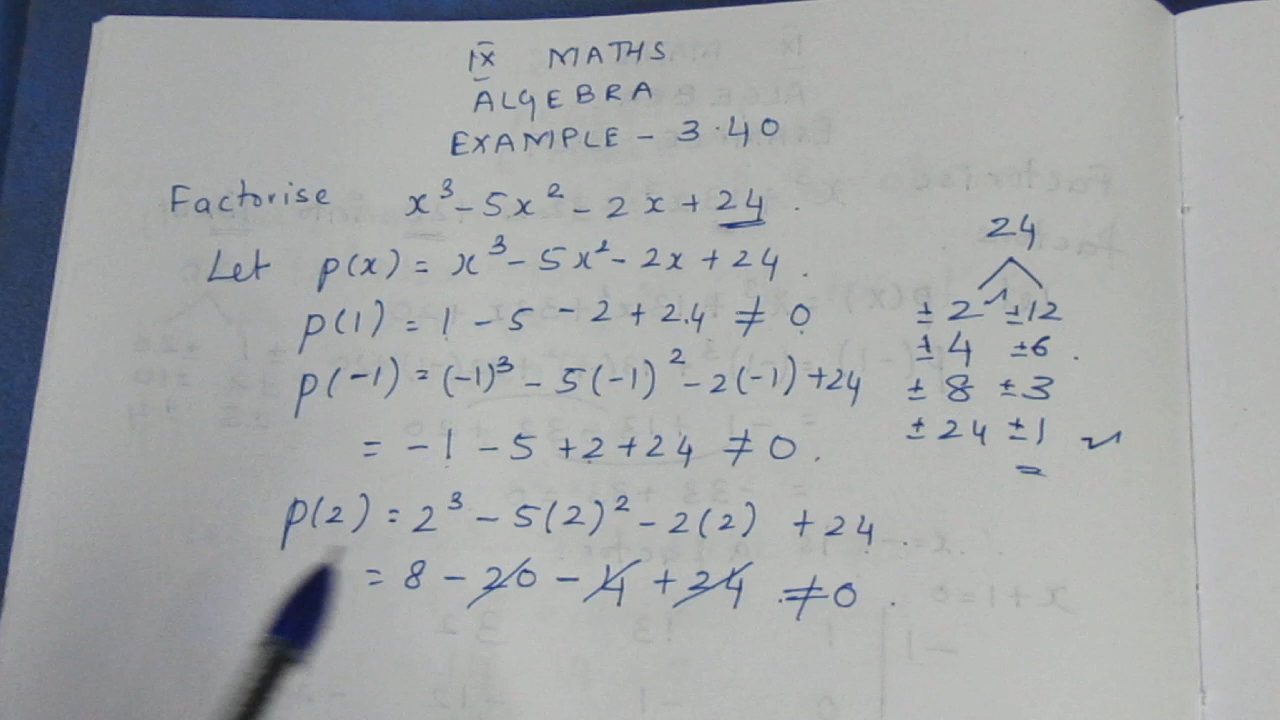 IX MATHS
ALGEBRA
EXAMPLE - 3.40
Factorise x³ - 5x² - 2x + 24.
Let p(x) = x³ - 5x² - 2x + 24.
p(1) = 1 - 5 - 2 + 24 ≠ 0
p(-1) = (-1)³ - 5(-1)² - 2(-1) + 24
= -1 - 5 + 2 + 24 ≠ 0.
p(2) = 2³ - 5(2)² - 2(2) + 24.
= 8 - 20 - 4 + 24 ≠ 0.
24
±2 ±12
±4 ±6.
±8 ±3
±24 ±1